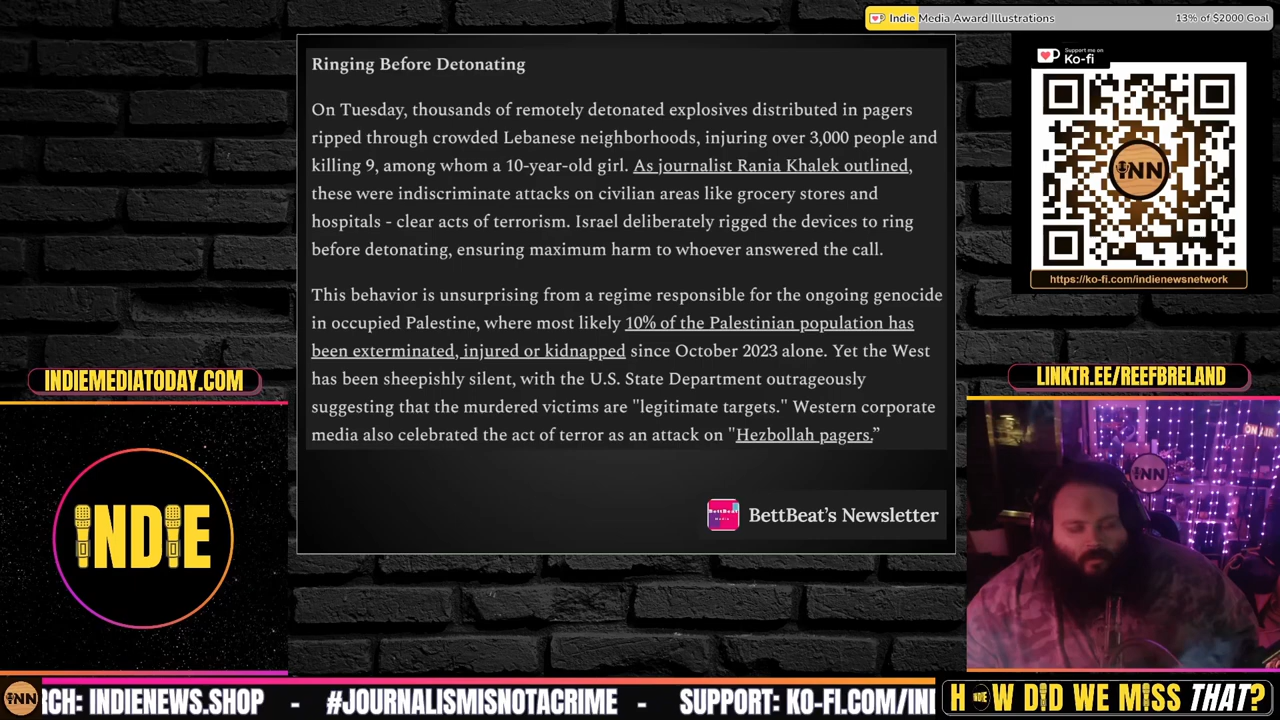 Indie Media Award Illustrations
13% of $2000 Goal
Ringing Before Detonating
On Tuesday, thousands of remotely detonated explosives distributed in pagers
ripped through crowded Lebanese neighborhoods, injuring over 3,000 people and
killing 9, among whom a 10-year-old girl. As journalist Rania Khalek outlined,
these were indiscriminate attacks on civilian areas like grocery stores and
hospitals - clear acts of terrorism. Israel deliberately rigged the devices to ring
before detonating, ensuring maximum harm to whoever answered the call.
This behavior is unsurprising from a regime responsible for the ongoing genocide
in occupied Palestine, where most likely 10% of the Palestinian population has
been exterminated, injured or kidnapped since October 2023 alone. Yet the West
has been sheepishly silent, with the U.S. State Department outrageously
suggesting that the murdered victims are "legitimate targets." Western corporate
media also celebrated the act of terror as an attack on "Hezbollah pagers.”
BettBeat Media
BettBeat’s Newsletter
Support me on
Ko-fi
INN
https://ko-fi.com/indienewsnetwork
INDIEMEDIATODAY.COM
LINKTR.EE/REEFBRELAND
INDIE
INN
ON AIR
INN
RCH: INDIENEWS.SHOP - #JOURNALISMISNOTACRIME - SUPPORT: KO-FI.COM/INI
HOW DID WE MISS THAT?